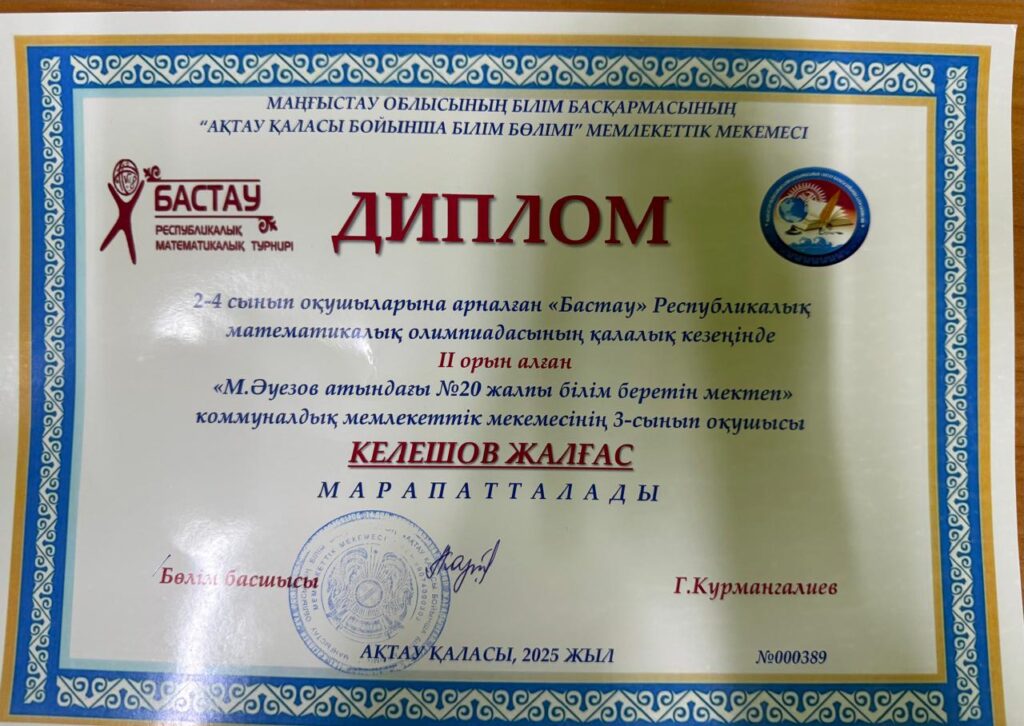 МАҢҒЫСТАУ ОБЛЫСЫНЫҢ БІЛІМ БАСҚАРМАСЫНЫҢ
“АҚТАУ ҚАЛАСЫ БОЙЫНША БІЛІМ БӨЛІМІ” МЕМЛЕКЕТТІК МЕКЕМЕСІ
БАСТАУ
РЕСПУБЛИКАЛЫҚ
МАТЕМАТИКАЛЫҚ ТУРНИРІ
ДИПЛОМ
2-4 сынып оқушыларына арналған «Бастау» Республикалық
математикалық олимпиадасының қалалық кезеңінде
II орын алған
«М.Әуезов атындағы №20 жалпы білім беретін мектеп»
коммуналдық мемлекеттік мекемесінің 3-сынып оқушысы
КЕЛЕШОВ ЖАЛҒАС
МАРАПАТТАЛАДЫ
Бөлім басшысы
Г.Курмангалиев
АҚТАУ ҚАЛАСЫ, 2025 ЖЫЛ
№000389